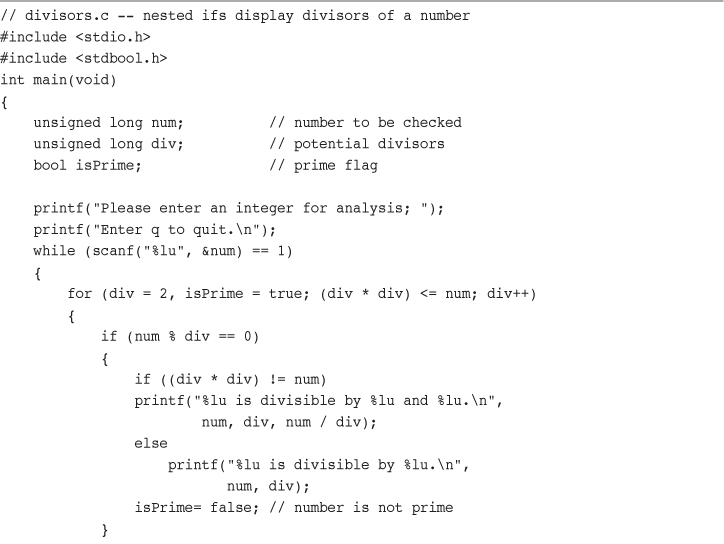 // divisors.c -- nested ifs display divisors of a number
#include <stdio.h>
#include <stdbool.h>
int main(void)
{
    unsigned long num;          // number to be checked
    unsigned long div;          // potential divisors
    bool isPrime;               // prime flag

    printf("Please enter an integer for analysis; ");
    printf("Enter q to quit.\n");
    while (scanf("%lu", &num) == 1)
    {
        for (div = 2, isPrime = true; (div * div) <= num; div++)
        {
            if (num % div == 0)
            {
                if ((div * div) != num)
                printf("%lu is divisible by %lu and %lu.\n",
                        num, div, num / div);
                else
                    printf("%lu is divisible by %lu.\n",
                           num, div);
                isPrime= false; // number is not prime
            }